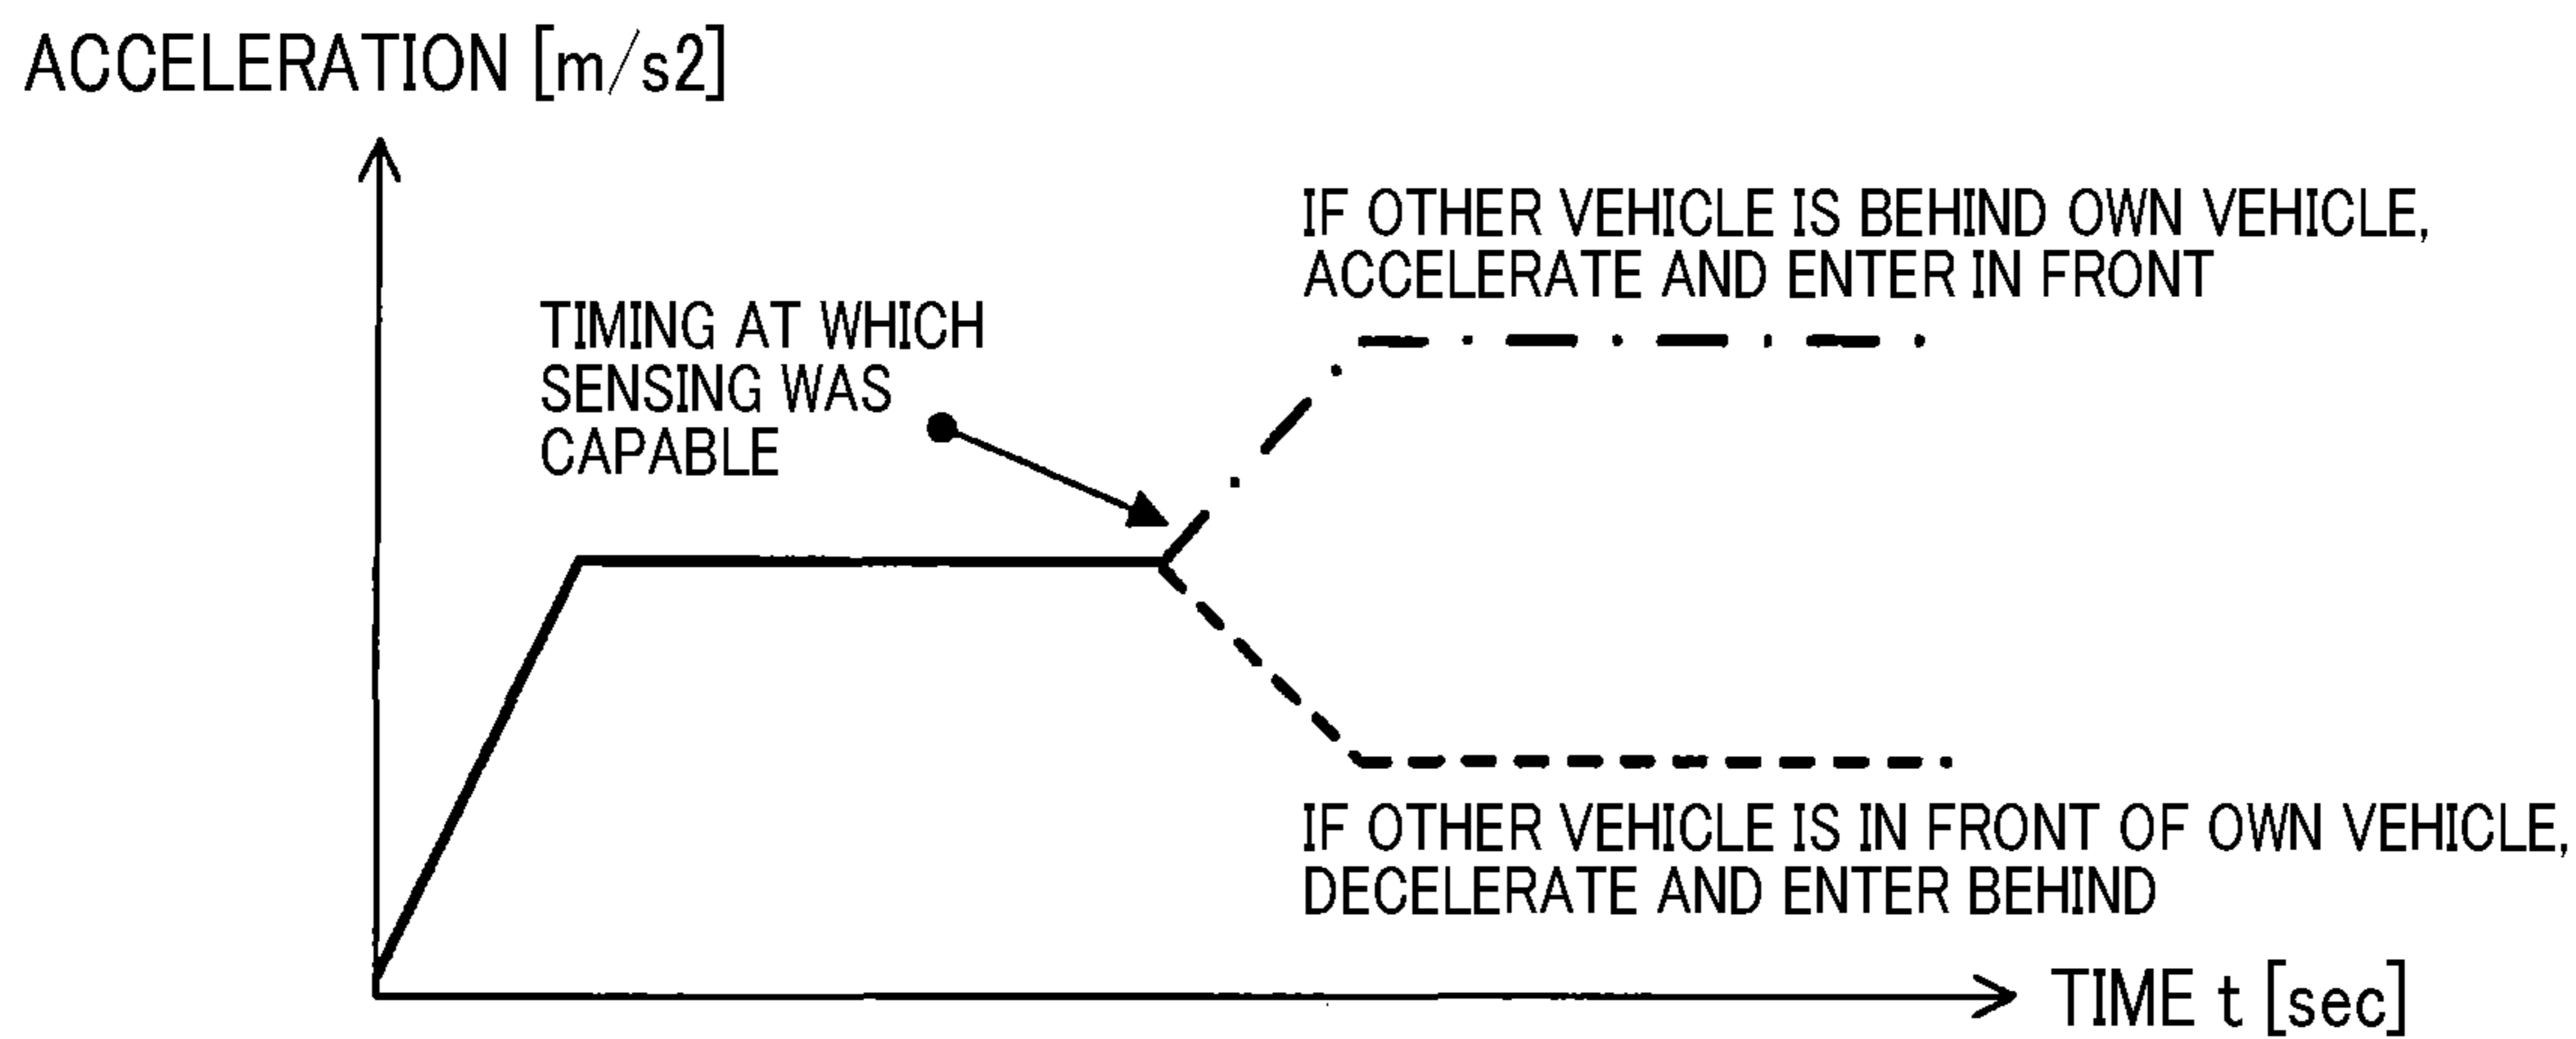 ACCELERATION [m/s2]
IF OTHER VEHICLE IS BEHIND OWN VEHICLE,
ACCELERATE AND ENTER IN FRONT
TIMING AT WHICH
SENSING WAS
CAPABLE
IF OTHER VEHICLE IS IN FRONT OF OWN VEHICLE,
DECELERATE AND ENTER BEHIND
TIME t [sec]